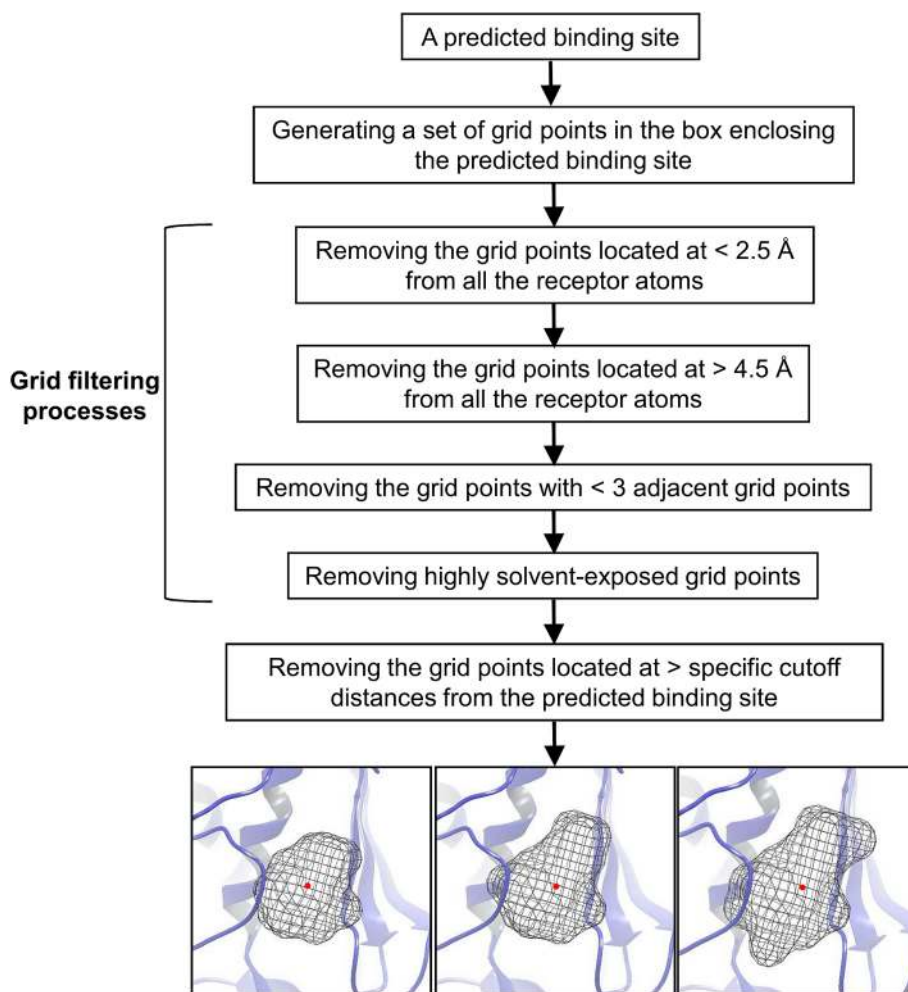 A predicted binding site
Generating a set of grid points in the box enclosing
the predicted binding site
Removing the grid points located at < 2.5 Å
from all the receptor atoms
Removing the grid points located at > 4.5 Å
from all the receptor atoms
Grid filtering
processes
Removing the grid points with < 3 adjacent grid points
Removing highly solvent-exposed grid points
Removing the grid points located at > specific cutoff
distances from the predicted binding site